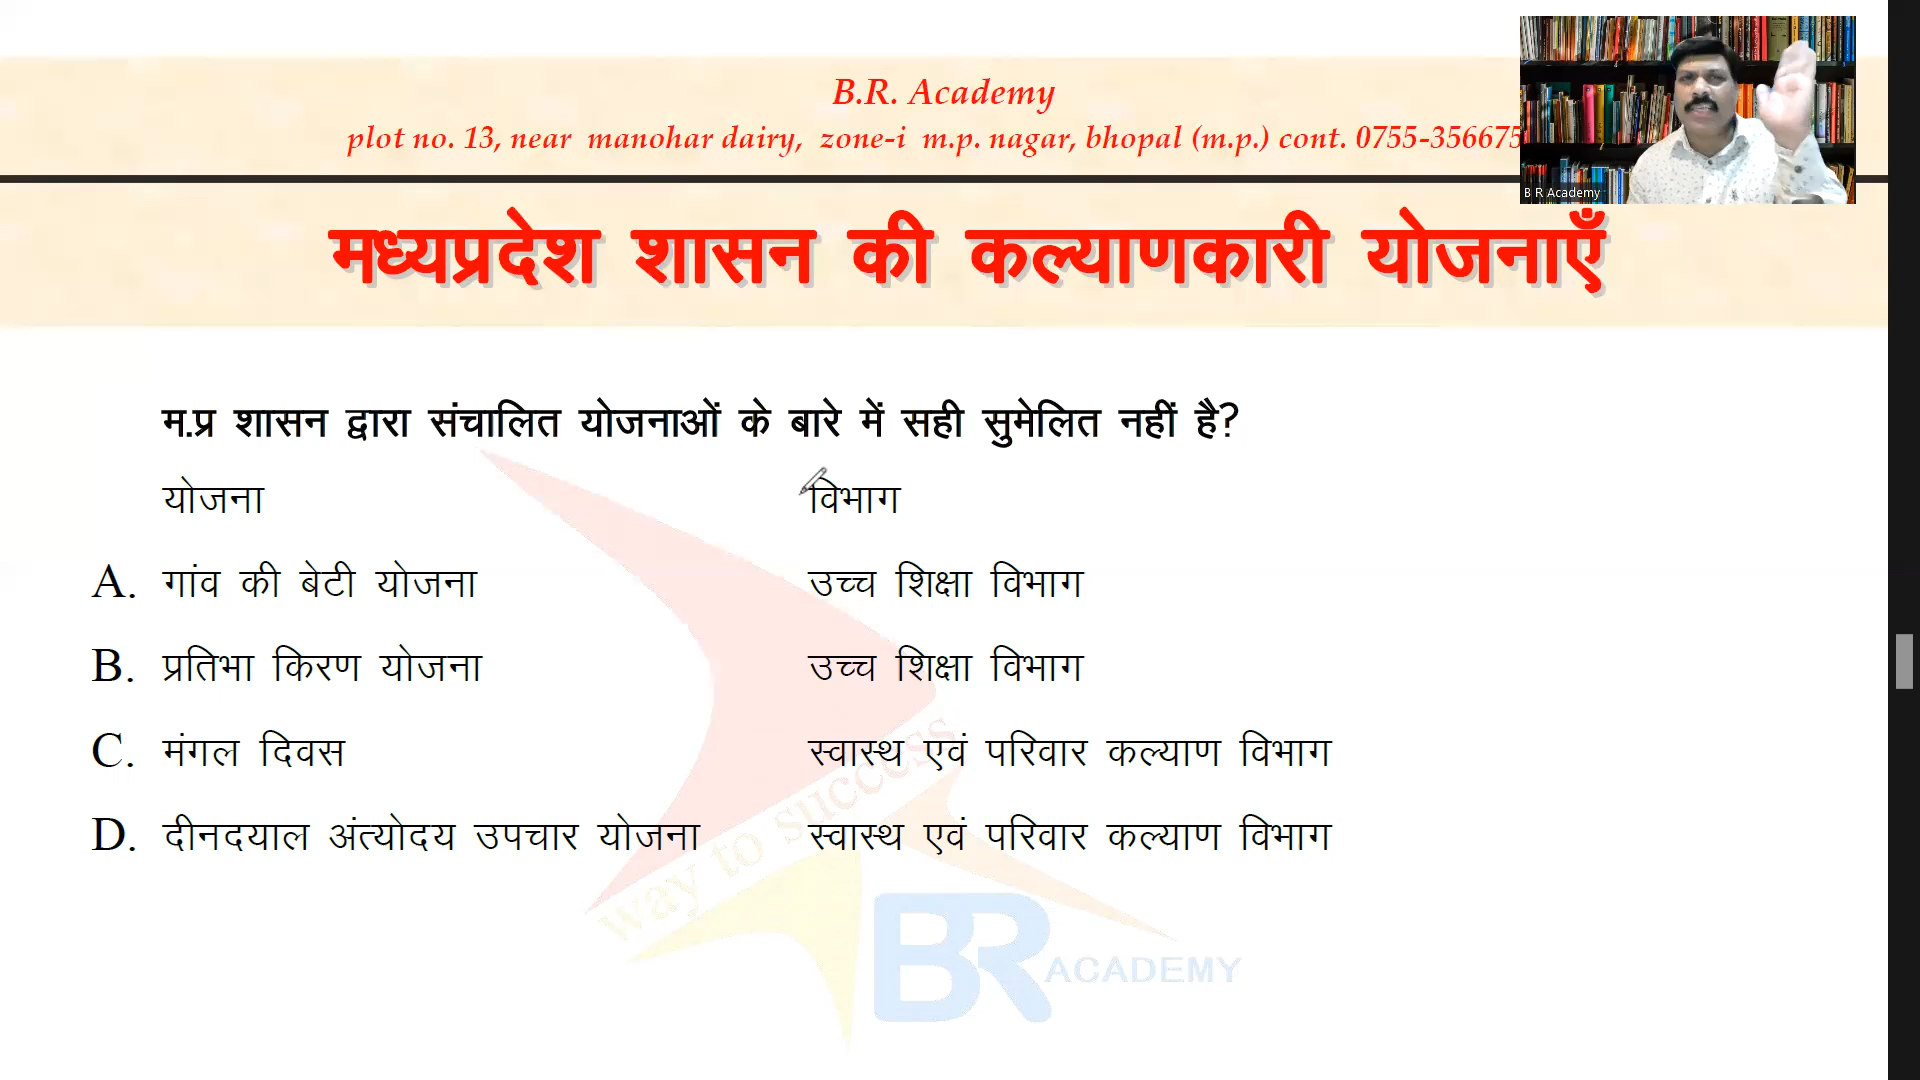 B.R. Academy
plot no. 13, near manohar dairy, zone-i m.p. nagar, bhopal (m.p.) cont. 0755-356675
B R Academy
मध्यप्रदेश शासन की कल्याणकारी योजनाएँ
म.प्र शासन द्वारा संचालित योजनाओं के बारे में सही सुमेलित नहीं है?
योजना विभाग
A. गांव की बेटी योजना उच्च शिक्षा विभाग
B. प्रतिभा किरण योजना उच्च शिक्षा विभाग
C. मंगल दिवस स्वास्थ एवं परिवार कल्याण विभाग
D. दीनदयाल अंत्योदय उपचार योजना स्वास्थ एवं परिवार कल्याण विभाग
way to success
BR ACADEMY